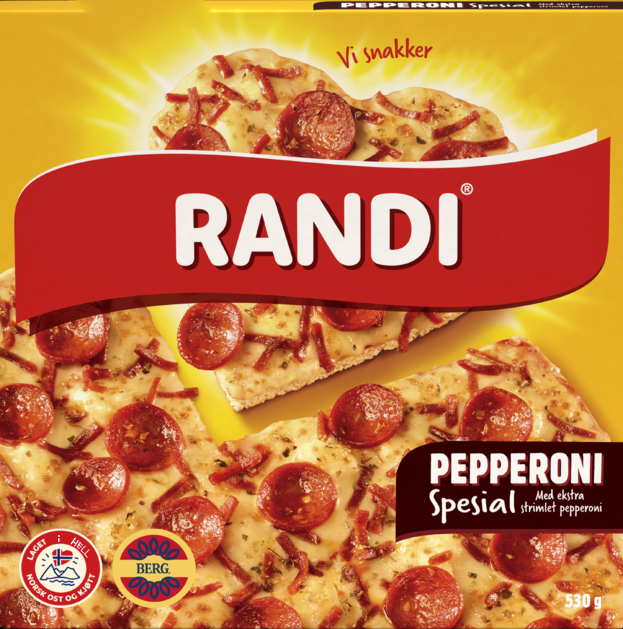 PEPPERONI Spesial Med ekstra
strimlet pepperoni
Vi snakker
RANDI®
PEPPERONI
Spesial Med ekstra
strimlet pepperoni
LAGET i HELL
NORSK OST OG KJØTT
BERG.
530 g